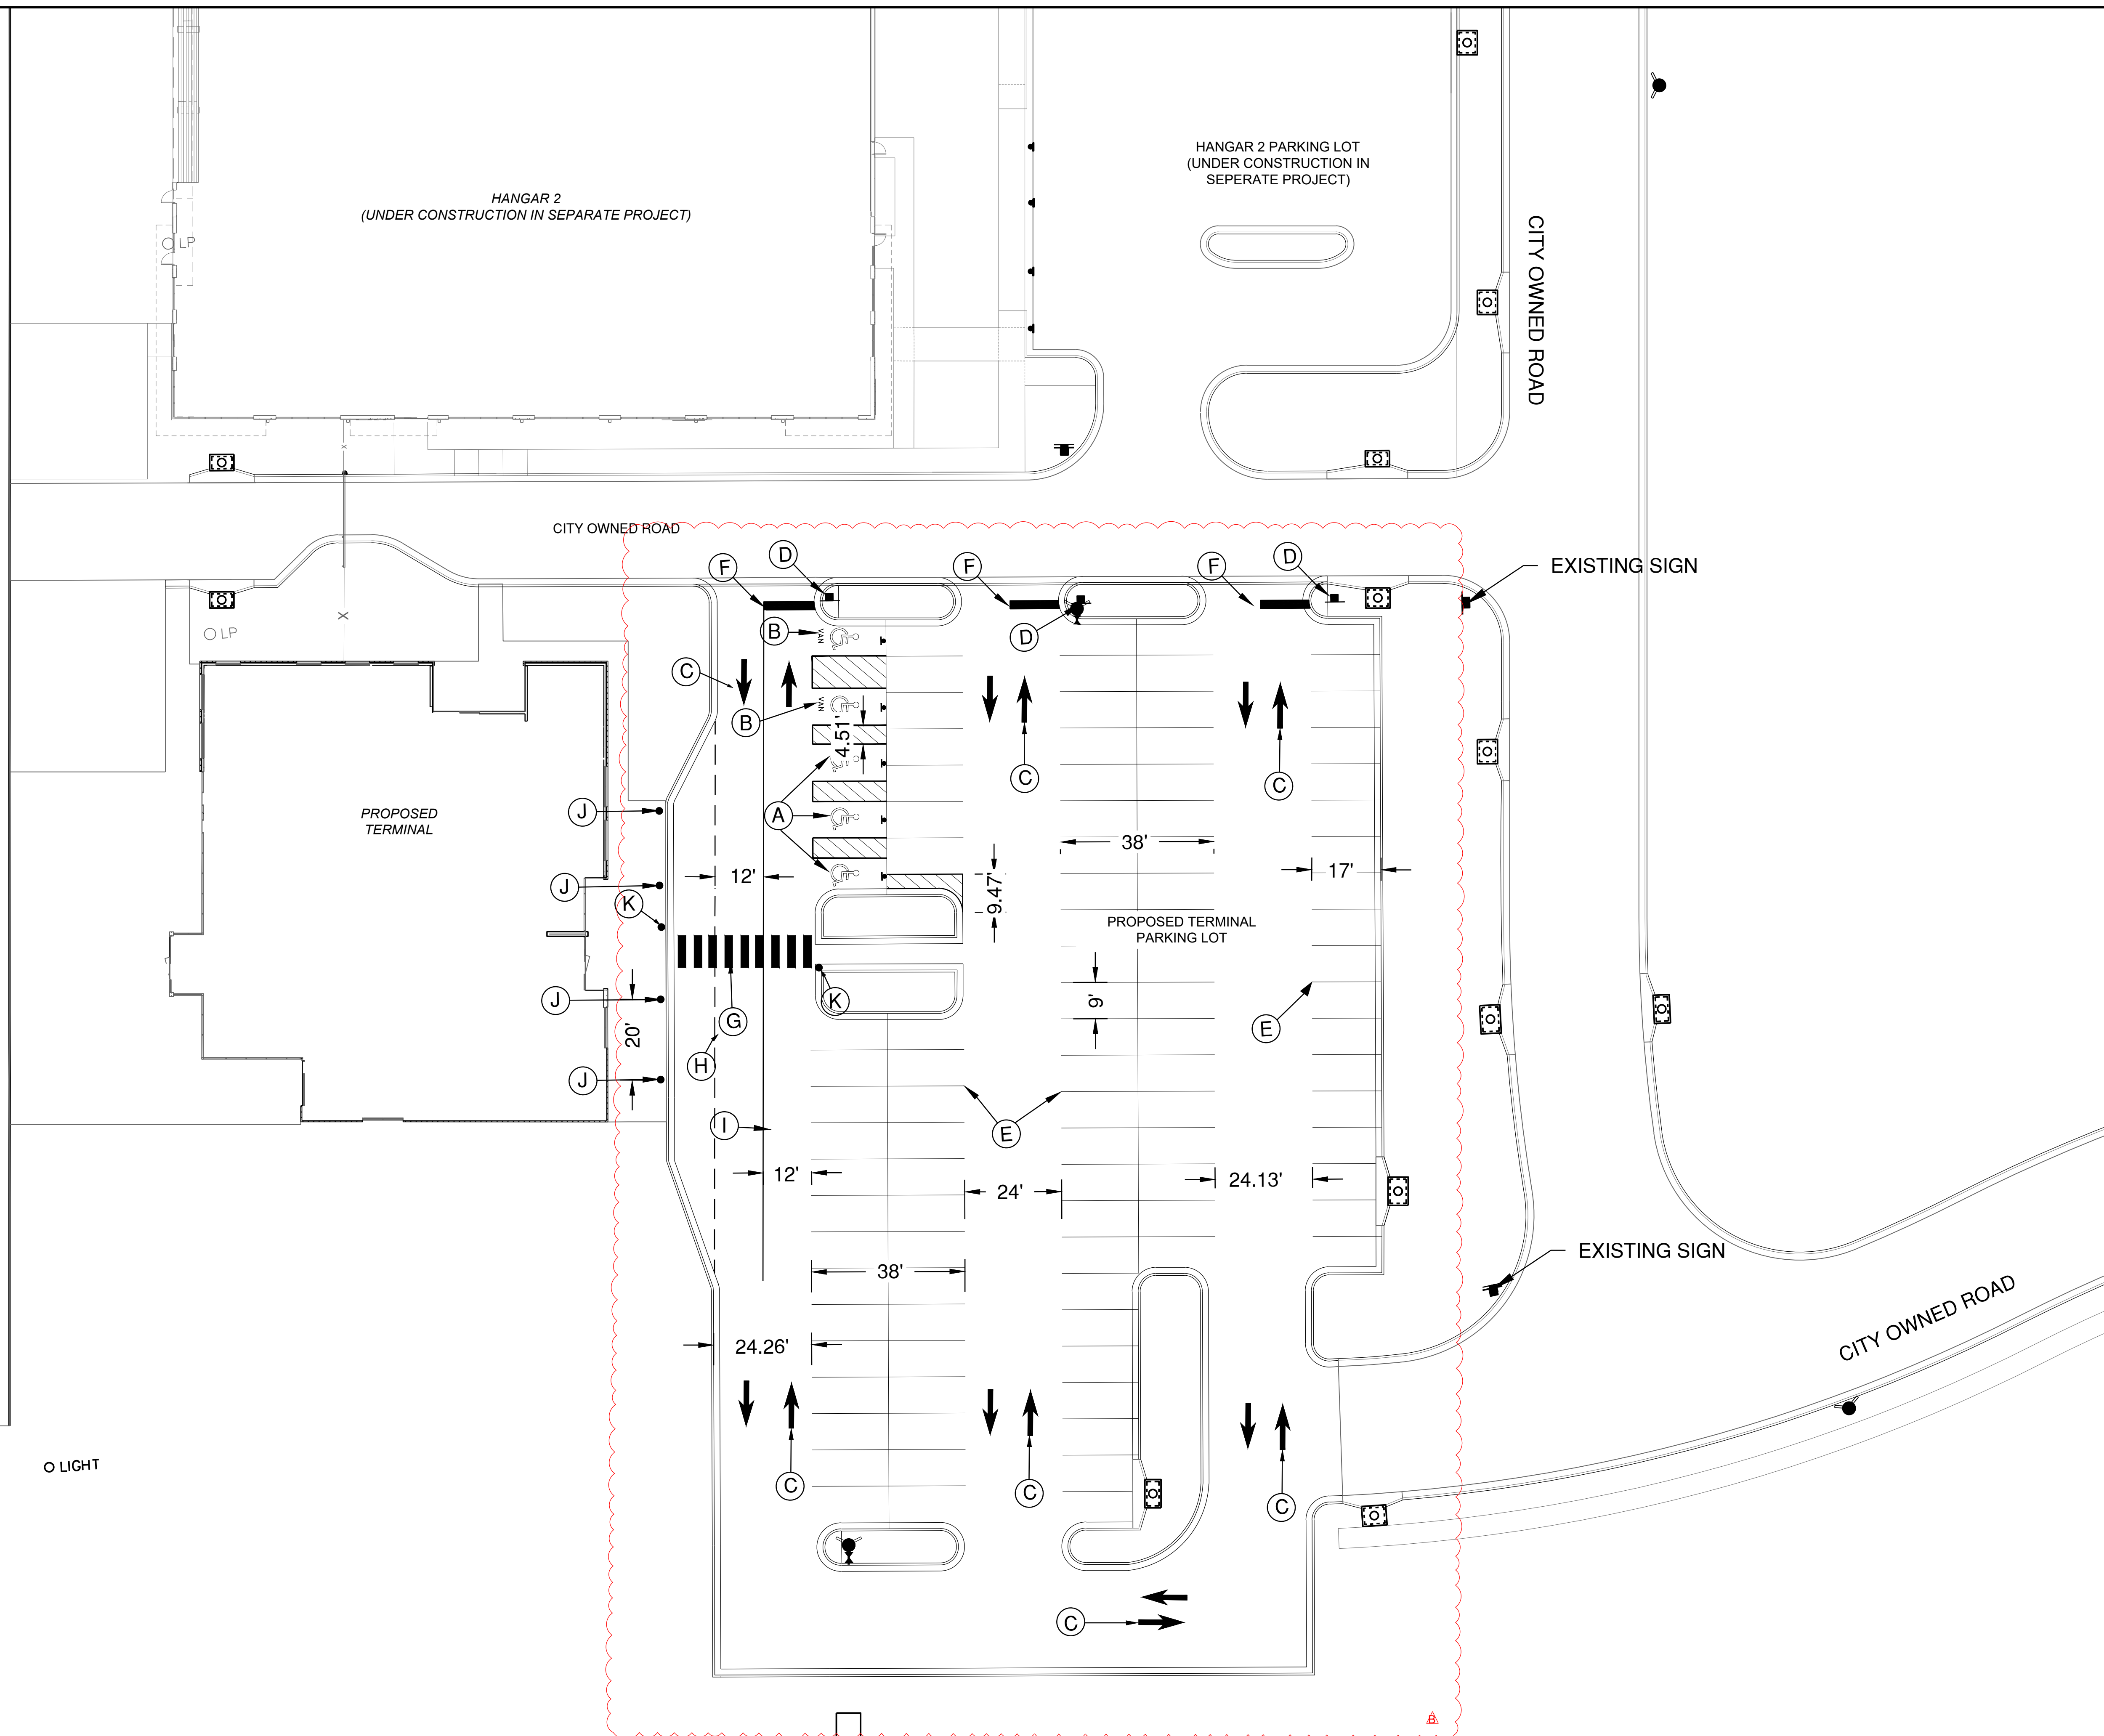 HANGAR 2
(UNDER CONSTRUCTION IN SEPARATE PROJECT)
HANGAR 2 PARKING LOT
(UNDER CONSTRUCTION IN
SEPERATE PROJECT)
CITY OWNED ROAD
LP
X
CITY OWNED ROAD
F
D
F
F
D
EXISTING SIGN
LP
X
B
VAN
D
C
B
VAN
4.51'
C
C
J
A
PROPOSED
TERMINAL
38'
12'
17'
J
9.47'
K
PROPOSED TERMINAL
PARKING LOT
J
K
9'
G
E
20'
H
J
I
E
12'
24'
24.13'
38'
EXISTING SIGN
24.26'
CITY OWNED ROAD
LIGHT
C
C
C
C
B